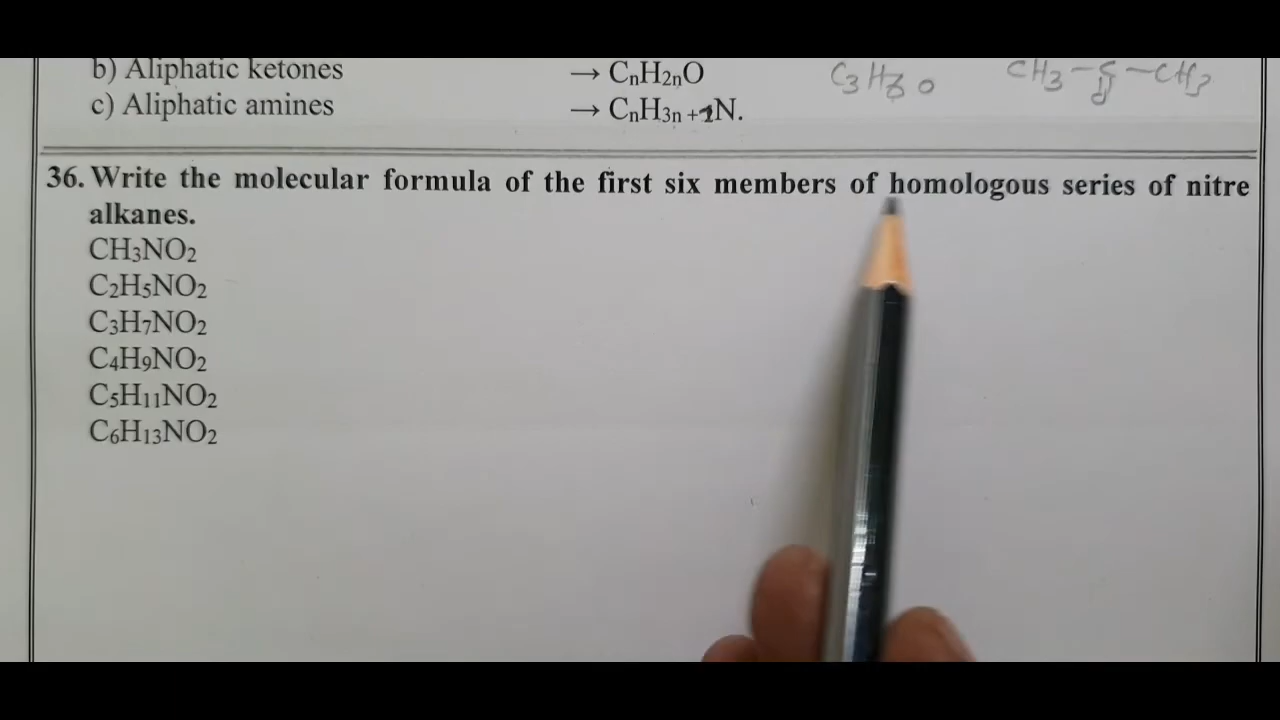 b) Aliphatic ketones → CnH2nO C3H6O CH3-C-CH3
c) Aliphatic amines → CnH3n+1N. O
36. Write the molecular formula of the first six members of homologous series of nitre
alkanes.
CH3NO2
C2H5NO2
C3H7NO2
C4H9NO2
C5H11NO2
C6H13NO2